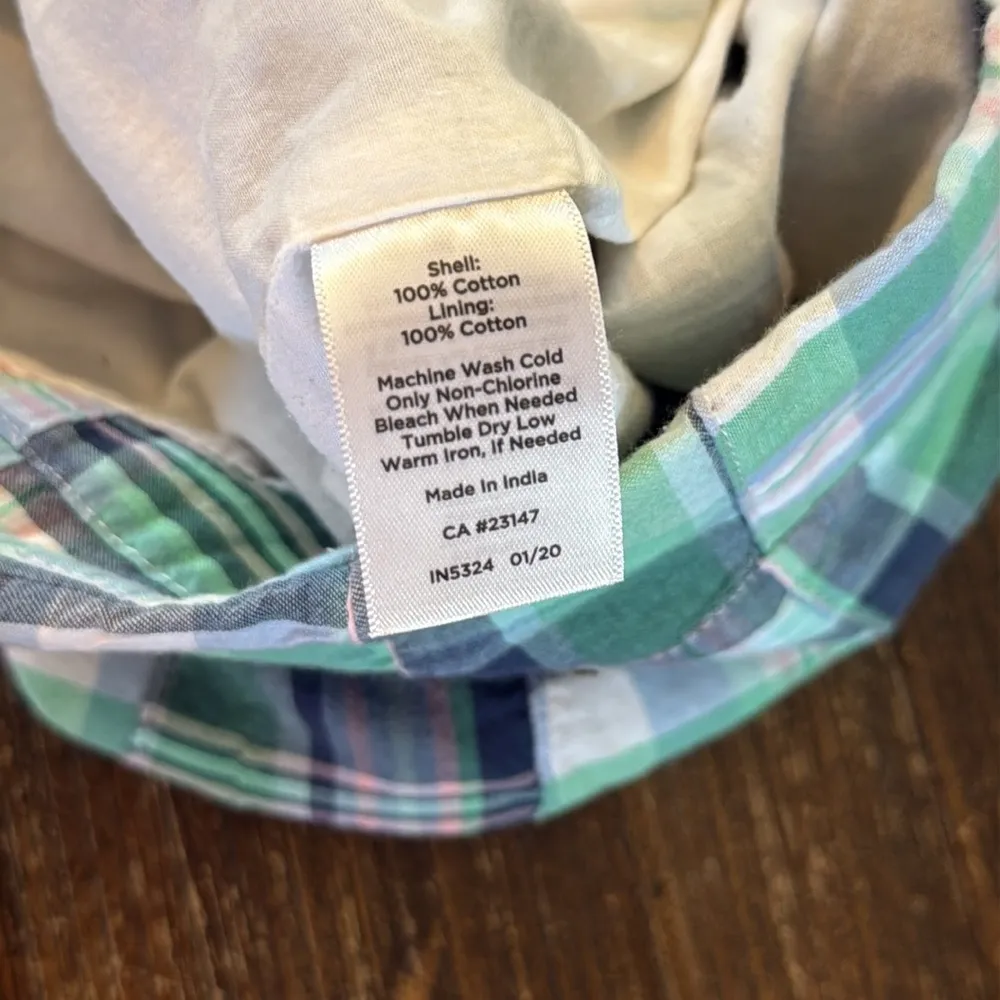 Shell:
100% Cotton
Lining:
100% Cotton
Machine Wash Cold
Only Non-Chlorine
Bleach When Needed
Tumble Dry Low
Warm Iron, If Needed
Made In India
CA #23147
IN5324 01/20